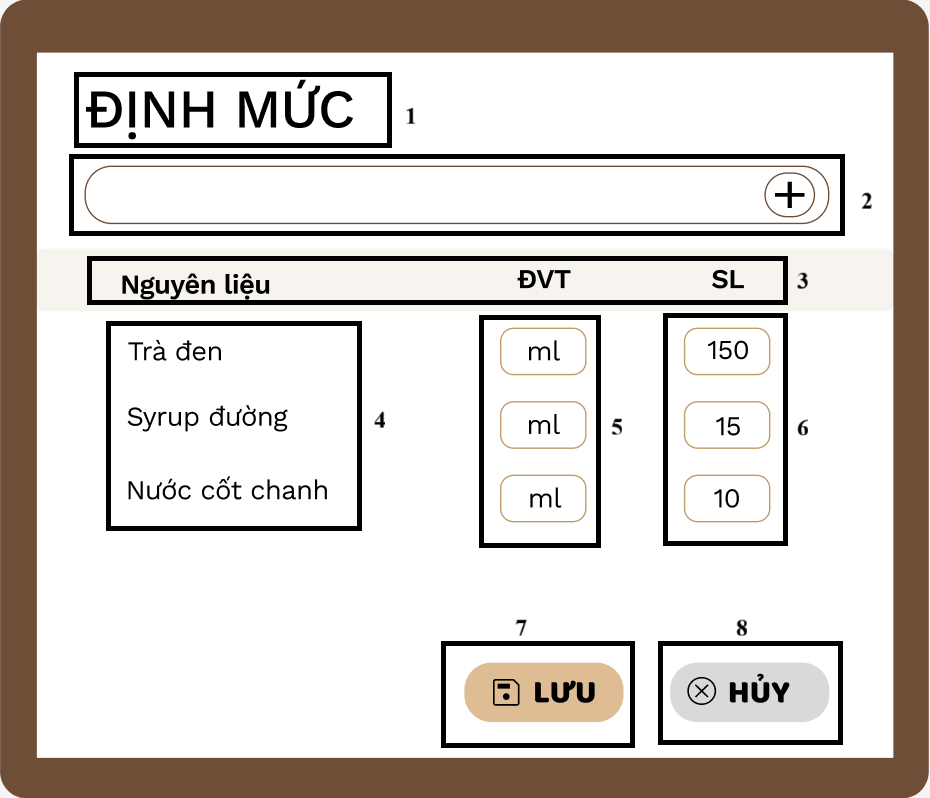 ĐỊNH MỨC 1
2
Nguyên liệu ĐVT SL 3
Trà đen ml 150
Syrup đường 4 ml 5 15 6
Nước cốt chanh ml 10
7 8
LƯU HỦY